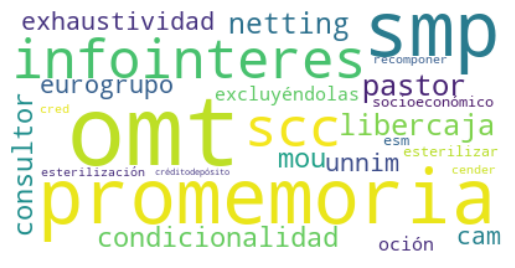 exhaustividad
netting
smp
infointeres
recomponer
eurogrupo
pastor
excluyéndolas
socioeconómico
consultor
cred
omt
scc
libercaja
esm
mou
unnim
esterilizar
esterilización
créditodepósito
cender
promemoria
condicionalidad
oción
cam